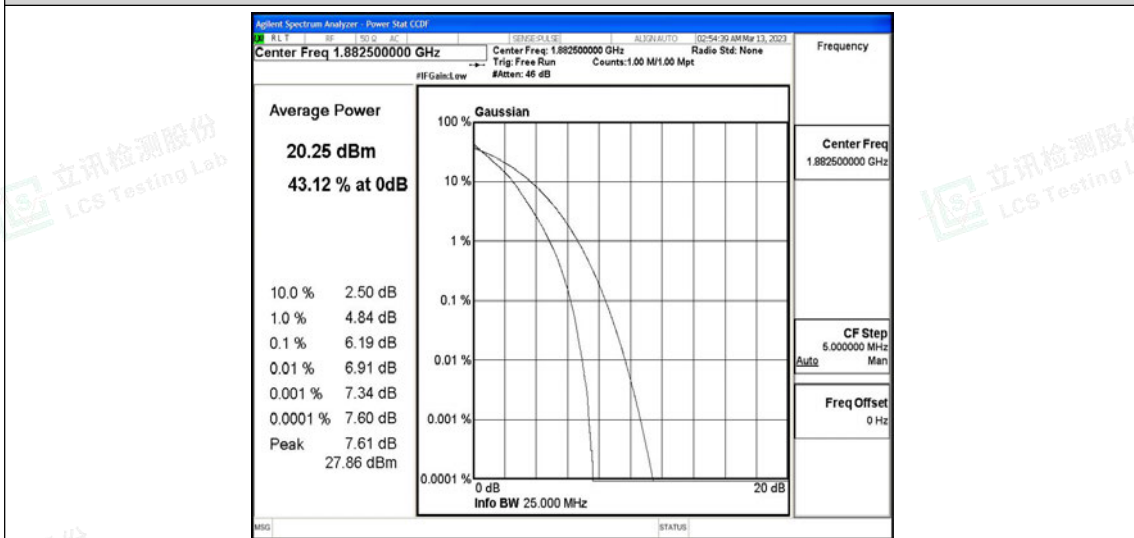 Agilent Spectrum Analyzer - Power Stat CCDF
RLT RF 50 Ω AC SENSE:PULSE ALIGN AUTO 02:54:39 AM Mar 13, 2023
Center Freq 1.882500000 GHz
Center Freq: 1.882500000 GHz Radio Std: None
Trig: Free Run Counts:1.00 M/1.00 Mpt
#IFGain:Low #Atten: 46 dB
Frequency
Average Power
20.25 dBm
43.12 % at 0dB
10.0 % 2.50 dB
1.0 % 4.84 dB
0.1 % 6.19 dB
0.01 % 6.91 dB
0.001 % 7.34 dB
0.0001 % 7.60 dB
Peak 7.61 dB
27.86 dBm
Gaussian
100 %
10 %
1 %
0.1 %
0.01 %
0.001 %
0.0001 %
0 dB 20 dB
Info BW 25.000 MHz
Center Freq
1.882500000 GHz
CF Step
5.000000 MHz
Auto Man
Freq Offset
0 Hz
MSG STATUS
立讯检测股份
LCS Testing Lab
立讯检测股份
LCS Testing L